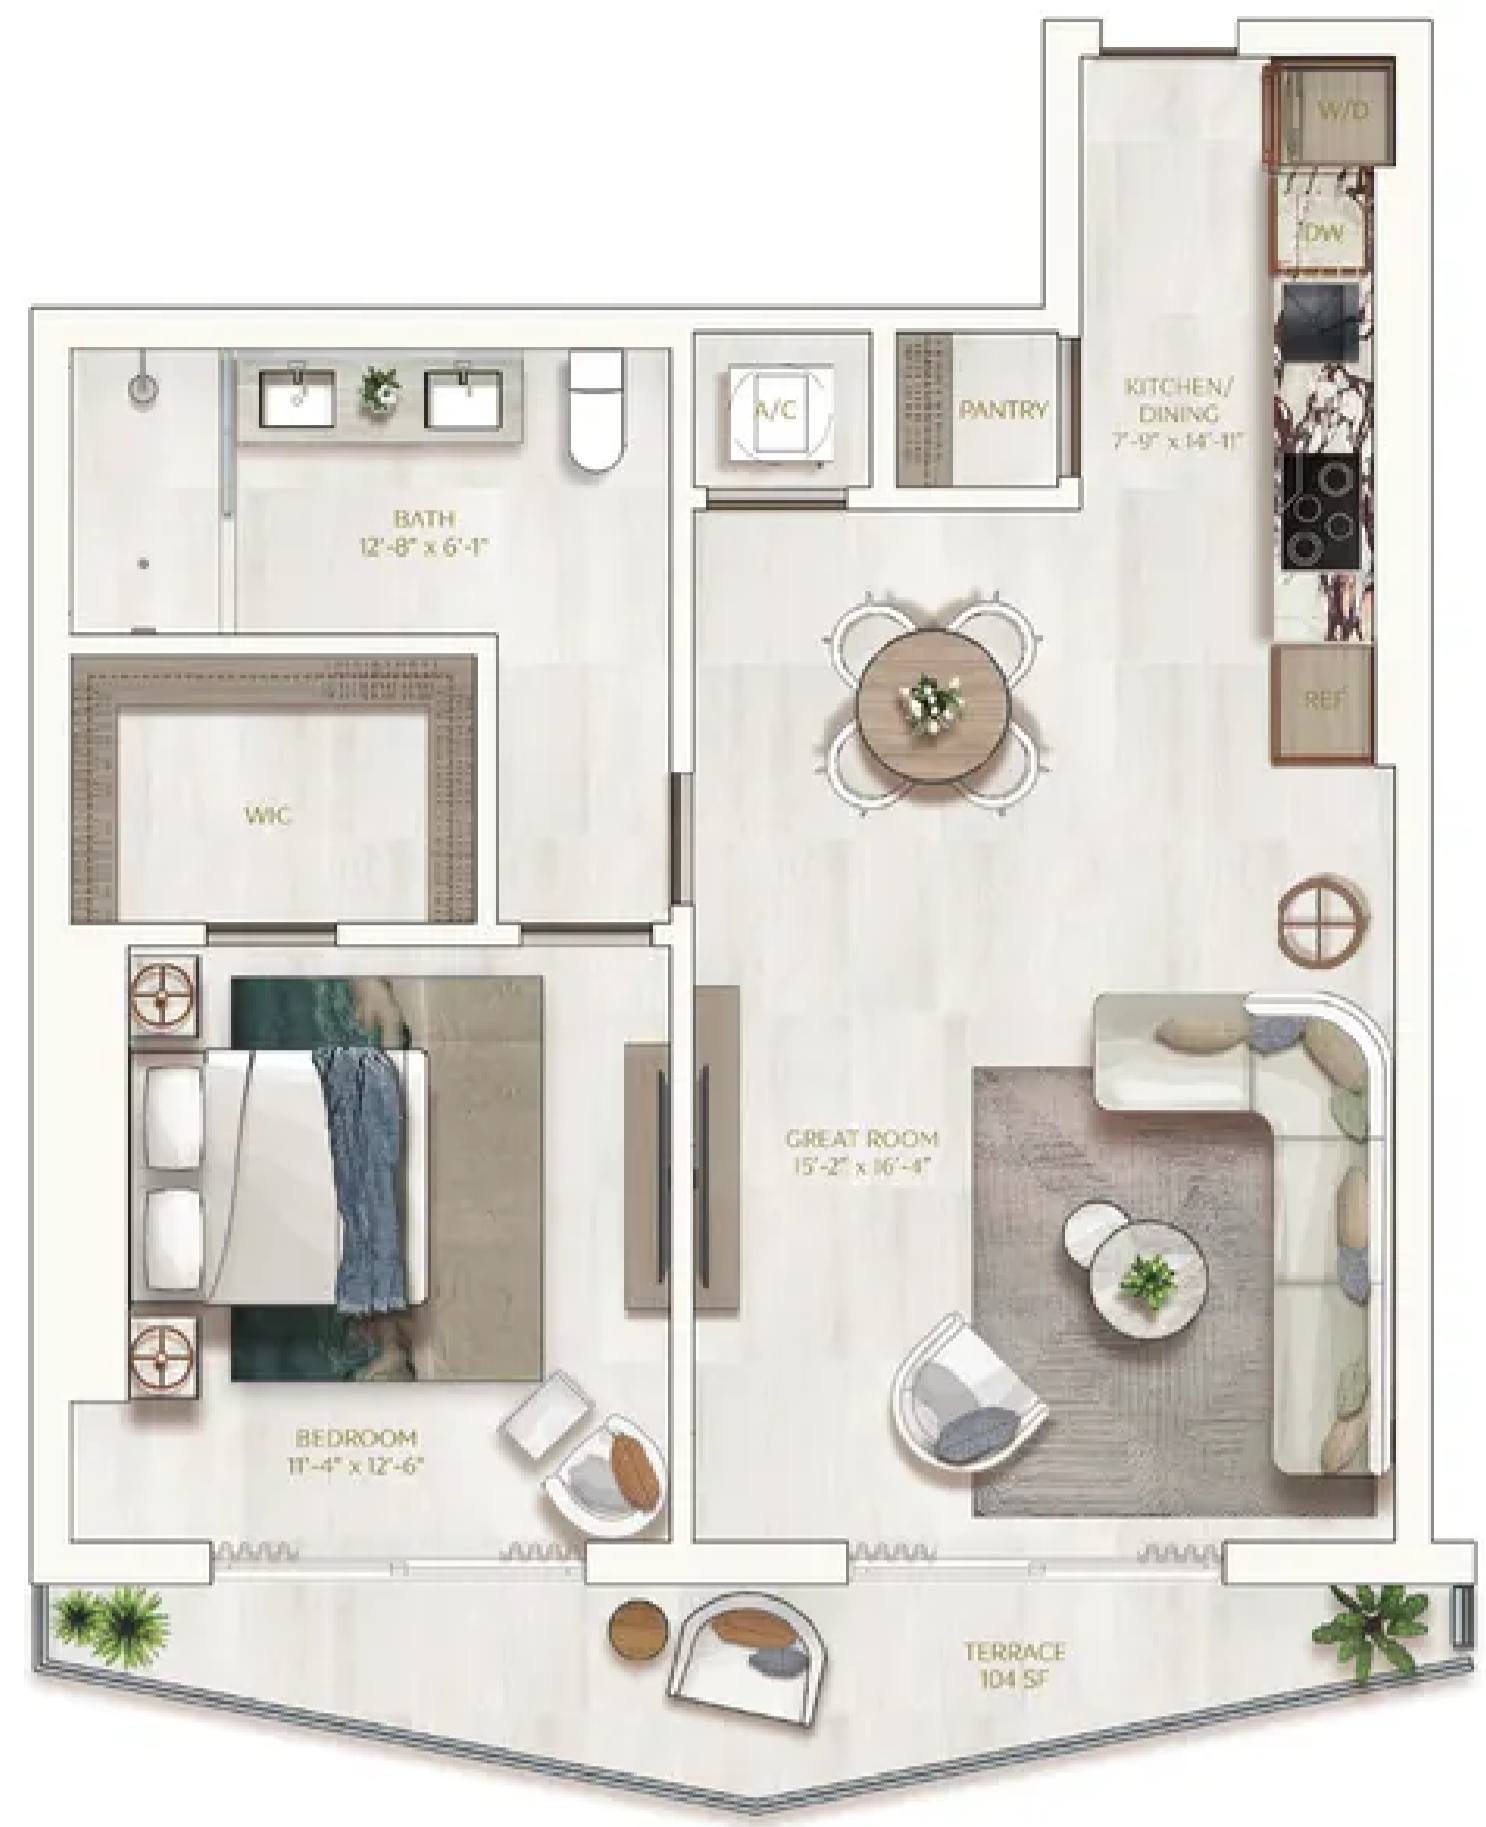 W/D
DW
KITCHEN/
DINING
7'-9" x 14'-11"
A/C
PANTRY
BATH
12'-8" x 6'-1"
REF
WIC
GREAT ROOM
15'-2" x 16'-4"
BEDROOM
11'-4" x 12'-6"
TERRACE
104 SF